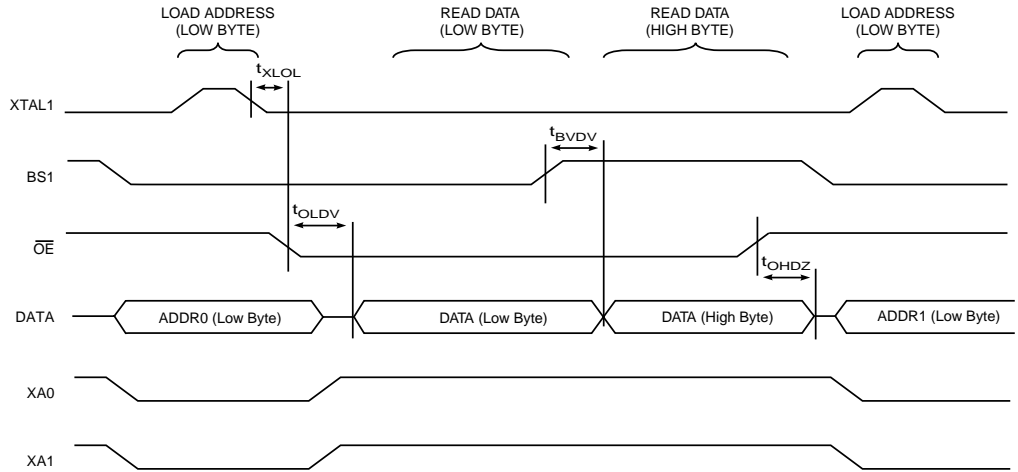 LOAD ADDRESS
(LOW BYTE)
READ DATA
(LOW BYTE)
READ DATA
(HIGH BYTE)
LOAD ADDRESS
(LOW BYTE)
tXLOL
XTAL1
tBVDV
BS1
tOLDV
OE
tOHDZ
DATA
ADDR0 (Low Byte)
DATA (Low Byte)
DATA (High Byte)
ADDR1 (Low Byte)
XA0
XA1